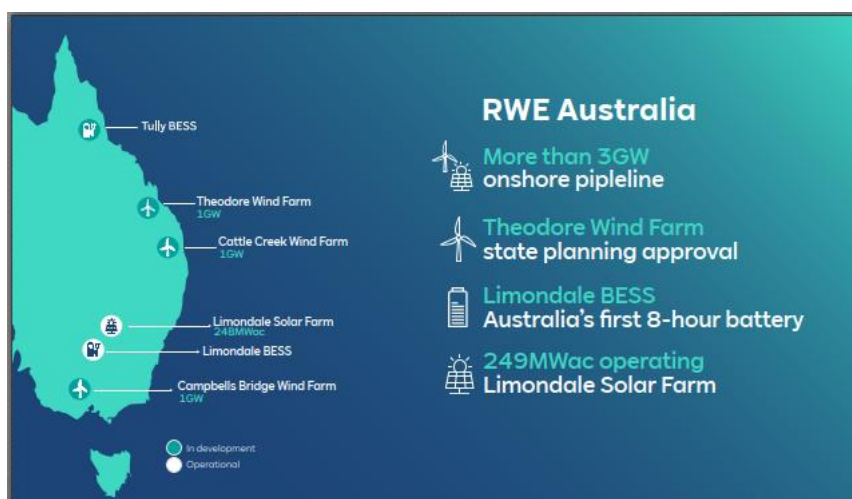 Tully BESS
Theodore Wind Farm
1GW
Cattle Creek Wind Farm
1GW
Limondale Solar Farm
248MWac
Limondale BESS
Campbells Bridge Wind Farm
1GW
In development
Operational
RWE Australia
More than 3GW
onshore pipleline
Theodore Wind Farm
state planning approval
Limondale BESS
Australia's first 8-hour battery
249MWac operating
Limondale Solar Farm